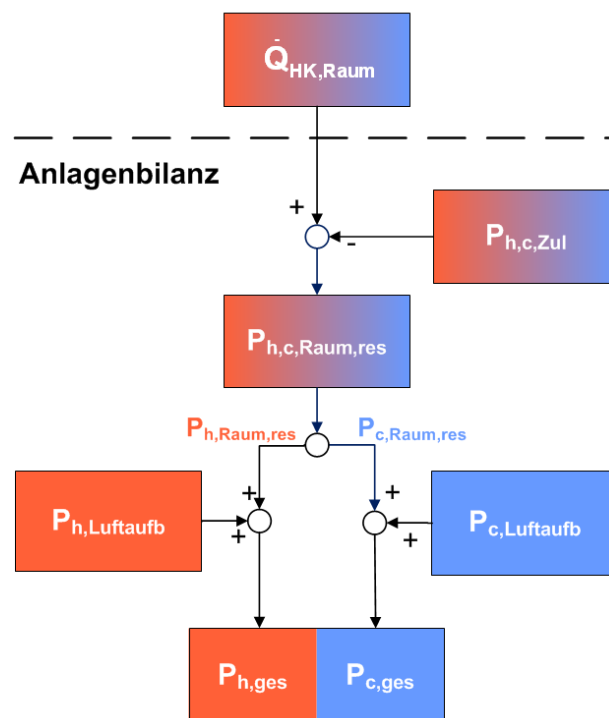 Q̇HK,Raum
Anlagenbilanz
+
-
Ph,c,Zul
Ph,c,Raum,res
Ph,Raum,res
Pc,Raum,res
+
+
Ph,Luftaufb
+
+
Pc,Luftaufb
Ph,ges
Pc,ges